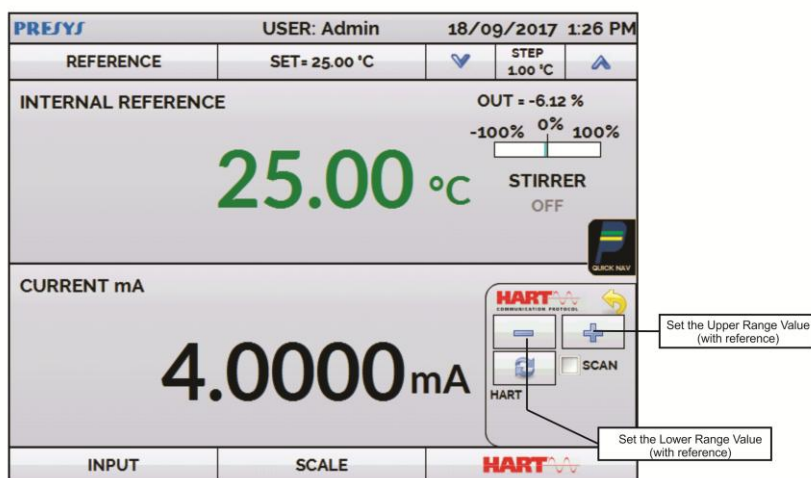 PRESYS USER: Admin 18/09/2017 1:26 PM
REFERENCE SET= 25.00 °C STEP
1.00 °C
INTERNAL REFERENCE OUT = -6.12 %
-100% 0% 100%
25.00 °C
STIRRER
OFF
QUICK NAV
CURRENT mA
HART
COMMUNICATION PROTOCOL
4.0000 mA
SCAN
HART
Set the Upper Range Value
(with reference)
Set the Lower Range Value
(with reference)
INPUT SCALE HART